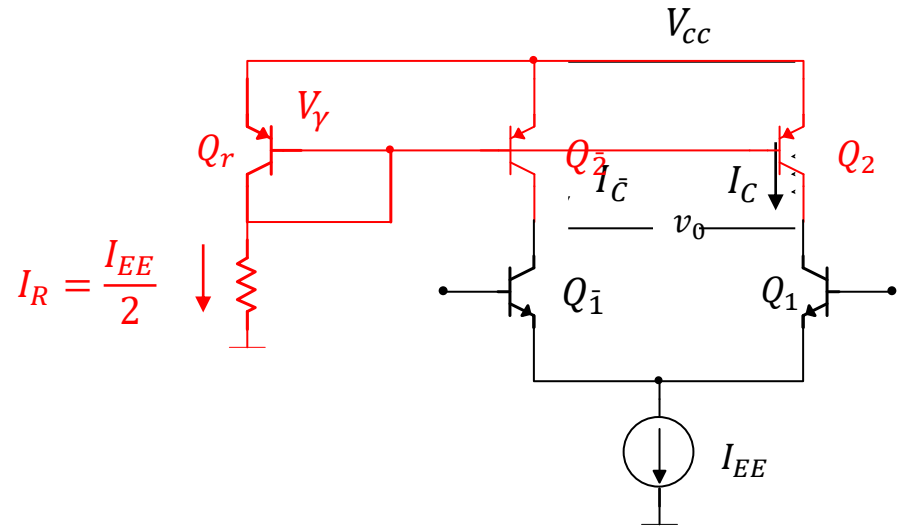 V_{cc}
V_γ
Q_r
Q_{\bar{2}}
Q_2
I_{\bar{C}}
I_C
v_0
I_R = \frac{I_{EE}}{2}
Q_{\bar{1}}
Q_1
I_{EE}